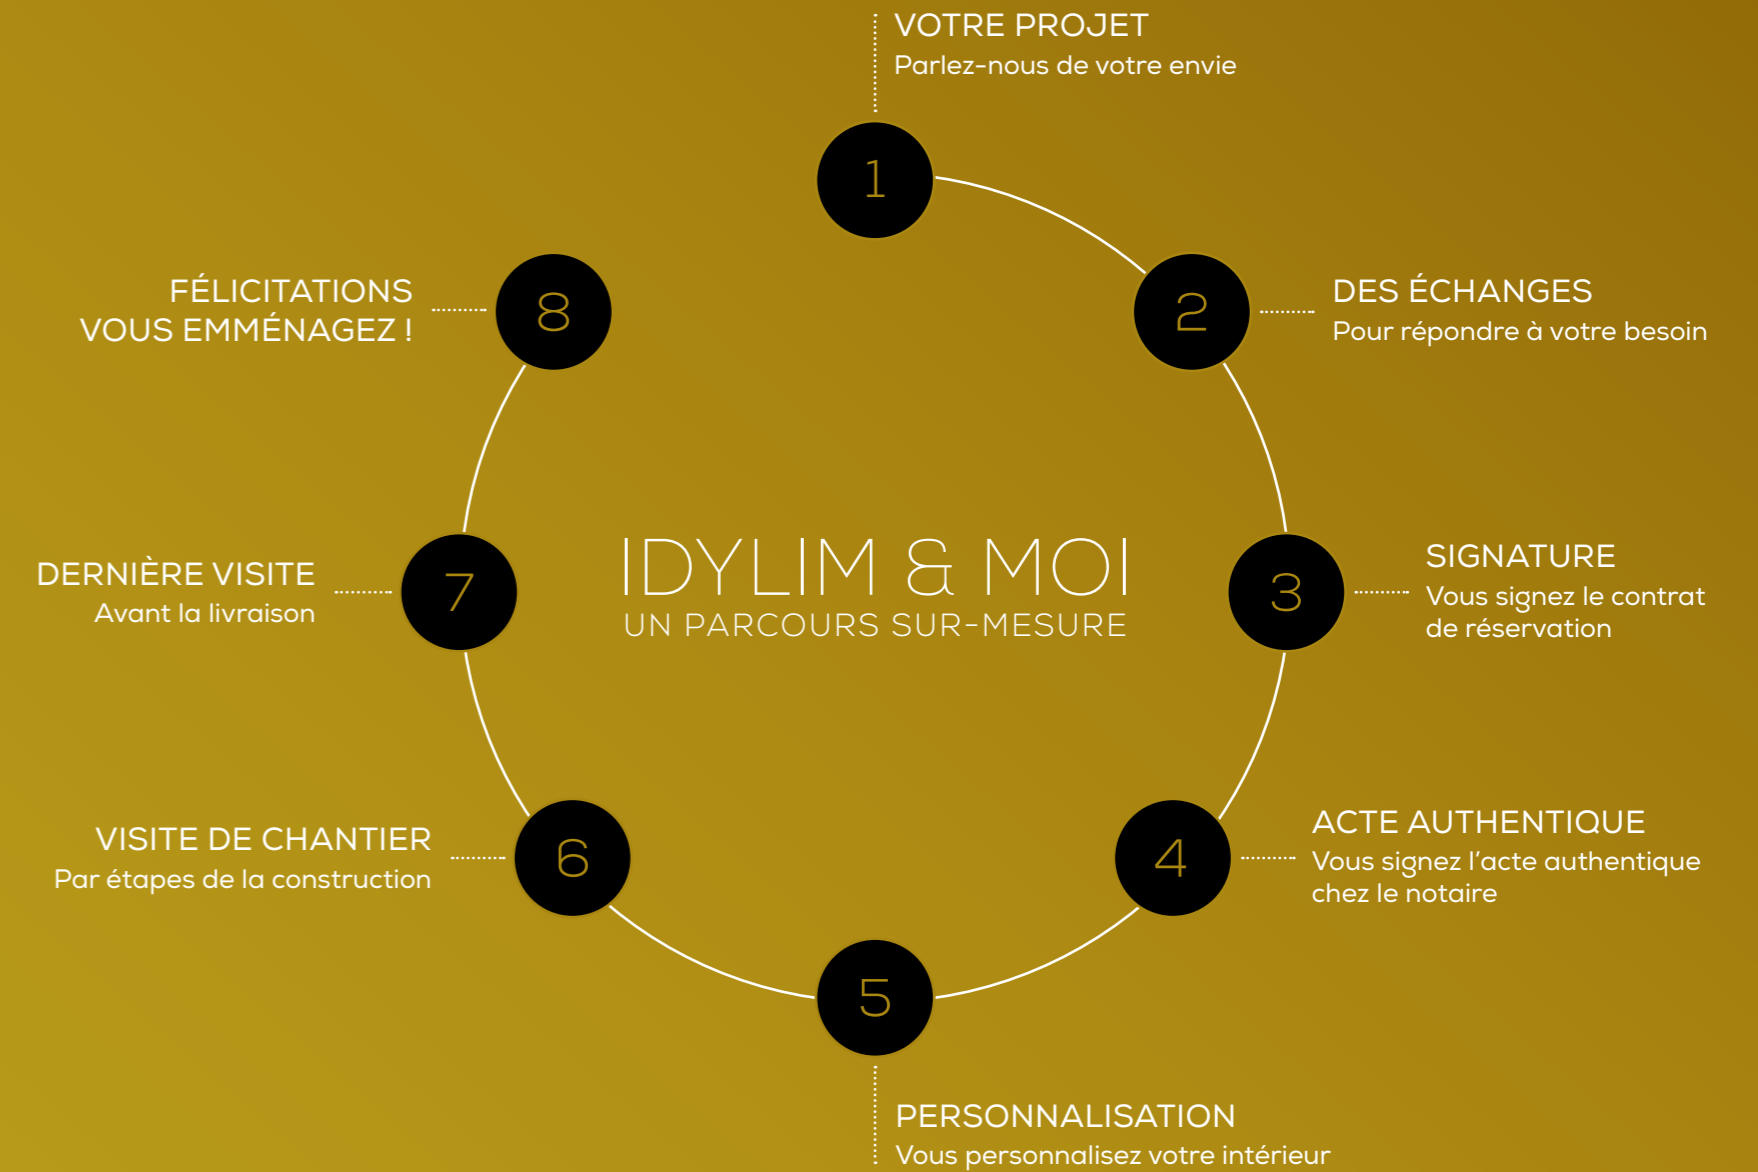 VOTRE PROJET
Parlez-nous de votre envie
1
2
DES ÉCHANGES
Pour répondre à votre besoin
3
SIGNATURE
Vous signez le contrat
de réservation
4
ACTE AUTHENTIQUE
Vous signez l’acte authentique
chez le notaire
5
PERSONNALISATION
Vous personnalisez votre intérieur
6
VISITE DE CHANTIER
Par étapes de la construction
7
DERNIÈRE VISITE
Avant la livraison
8
FÉLICITATIONS
VOUS EMMÉNAGEZ !
IDYLIM & MOI
UN PARCOURS SUR-MESURE